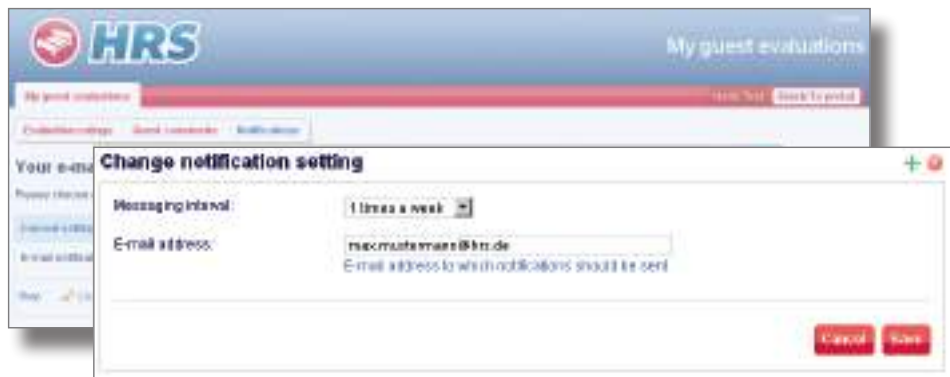 HRS
My guest evaluations
My guest evaluations
Back to portal
Evaluation ratings Guest comments Notifications
Your e-ma
Change notification setting
Messaging interval:
1 times a week
E-mail address:
max.mustermann@hrs.de
E-mail address to which notifications should be sent
E-mail notificat
Cancel Save